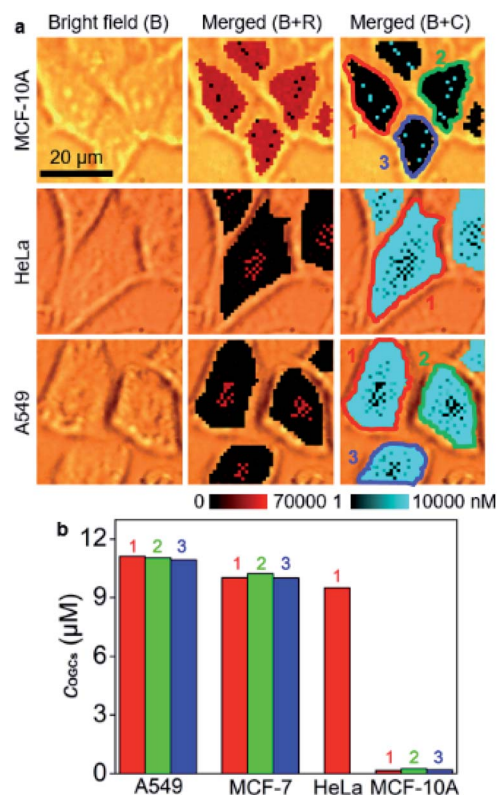 a Bright field (B) Merged (B+R) Merged (B+C)
MCF-10A
20 μm
1
2
3
HeLa
1
A549
1
2
3
0 70000 1 10000 nM
b
12
9
6
3
0
C_OGCs (μM)
1 2 3 1 2 3 1 1 2 3
A549 MCF-7 HeLa MCF-10A